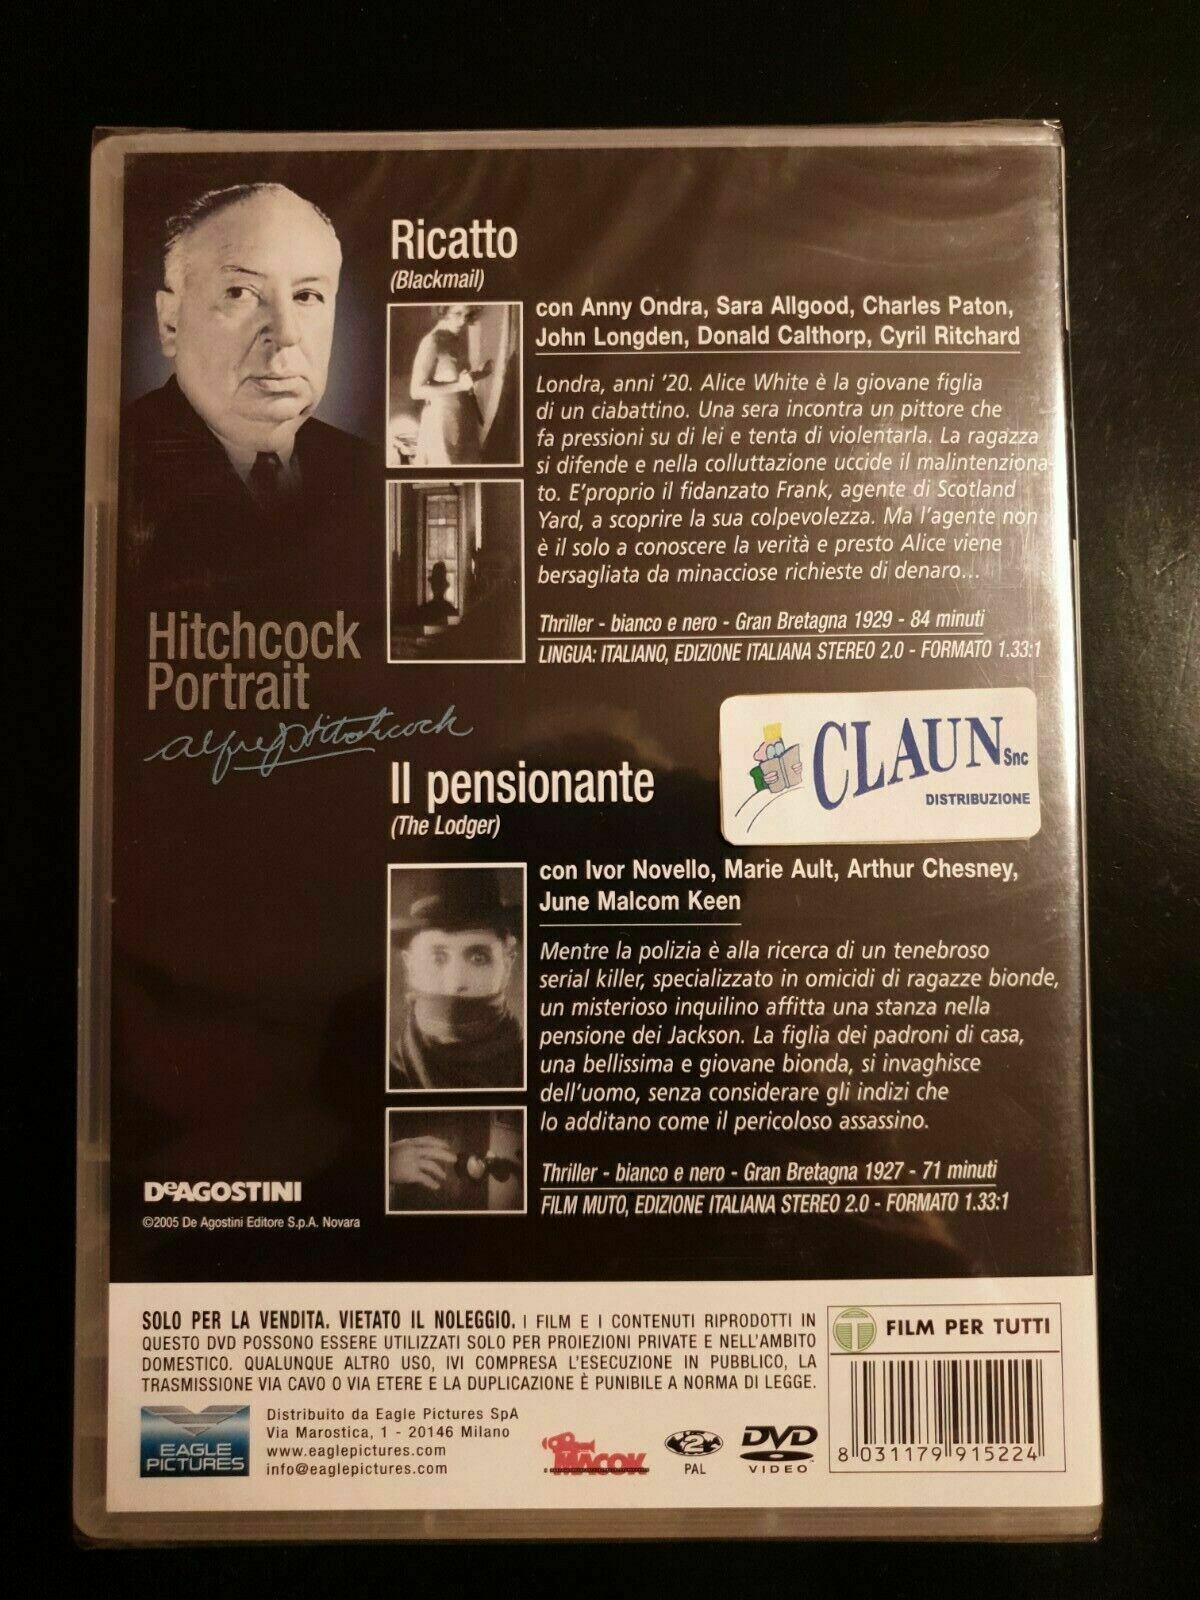 Ricatto
(Blackmail)
con Anny Ondra, Sara Allgood, Charles Paton,
John Longden, Donald Calthorp, Cyril Ritchard
Londra, anni '20. Alice White è la giovane figlia
di un ciabattino. Una sera incontra un pittore che
fa pressioni su di lei e tenta di violentarla. La ragazza
si difende e nella colluttazione uccide il malintenziona-
to. E'proprio il fidanzato Frank, agente di Scotland
Yard, a scoprire la sua colpevolezza. Ma l'agente non
è il solo a conoscere la verità e presto Alice viene
bersagliata da minacciose richieste di denaro...
Thriller - bianco e nero - Gran Bretagna 1929 - 84 minuti
LINGUA: ITALIANO, EDIZIONE ITALIANA STEREO 2.0 - FORMATO 1.33:1
Hitchcock
Portrait
Alfred Hitchcock
CLAUN Snc
DISTRIBUZIONE
Il pensionante
(The Lodger)
con Ivor Novello, Marie Ault, Arthur Chesney,
June Malcom Keen
Mentre la polizia è alla ricerca di un tenebroso
serial killer, specializzato in omicidi di ragazze bionde,
un misterioso inquilino affitta una stanza nella
pensione dei Jackson. La figlia dei padroni di casa,
una bellissima e giovane bionda, si invaghisce
dell'uomo, senza considerare gli indizi che
lo additano come il pericoloso assassino.
Thriller - bianco e nero - Gran Bretagna 1927 - 71 minuti
FILM MUTO, EDIZIONE ITALIANA STEREO 2.0 - FORMATO 1.33:1
DeAGOSTINI
©2005 De Agostini Editore S.p.A. Novara
SOLO PER LA VENDITA. VIETATO IL NOLEGGIO. I FILM E I CONTENUTI RIPRODOTTI IN
QUESTO DVD POSSONO ESSERE UTILIZZATI SOLO PER PROIEZIONI PRIVATE E NELL'AMBITO
DOMESTICO. QUALUNQUE ALTRO USO, IVI COMPRESA L'ESECUZIONE IN PUBBLICO, LA
TRASMISSIONE VIA CAVO O VIA ETERE E LA DUPLICAZIONE È PUNIBILE A NORMA DI LEGGE.
T FILM PER TUTTI
EAGLE
PICTURES
Distribuito da Eagle Pictures SpA
Via Marostica, 1 - 20146 Milano
www.eaglepictures.com
info@eaglepictures.com
MACOV
2
PAL
DVD
VIDEO
8 031179 915224